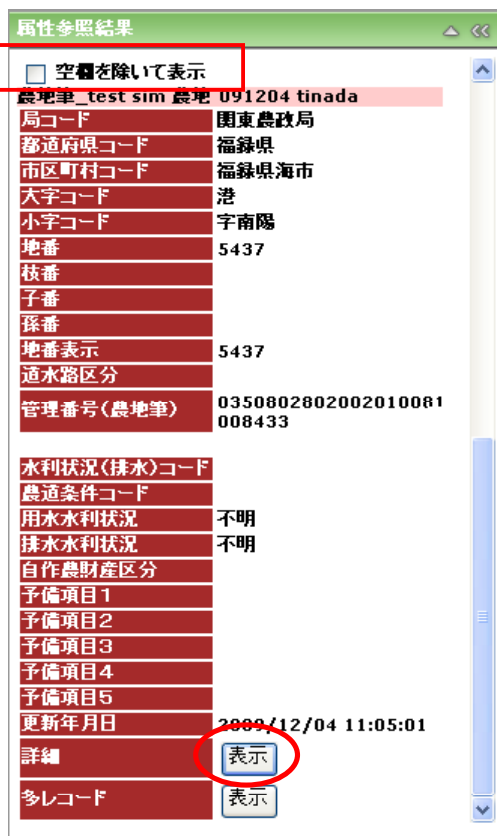 属性参照結果
空欄を除いて表示
農地筆_test sim 農地 091204 tinada
局コード 関東農政局
都道府県コード 福録県
市区町村コード 福録県海市
大字コード 港
小字コード 字南陽
地番 5437
枝番
子番
孫番
地番表示 5437
道水路区分
管理番号(農地筆) 0350802802002010081
008433
水利状況(排水)コード
農道条件コード
用水水利状況 不明
排水水利状況 不明
自作農財産区分
予備項目1
予備項目2
予備項目3
予備項目4
予備項目5
更新年月日 2009/12/04 11:05:01
詳細 表示
多レコード 表示